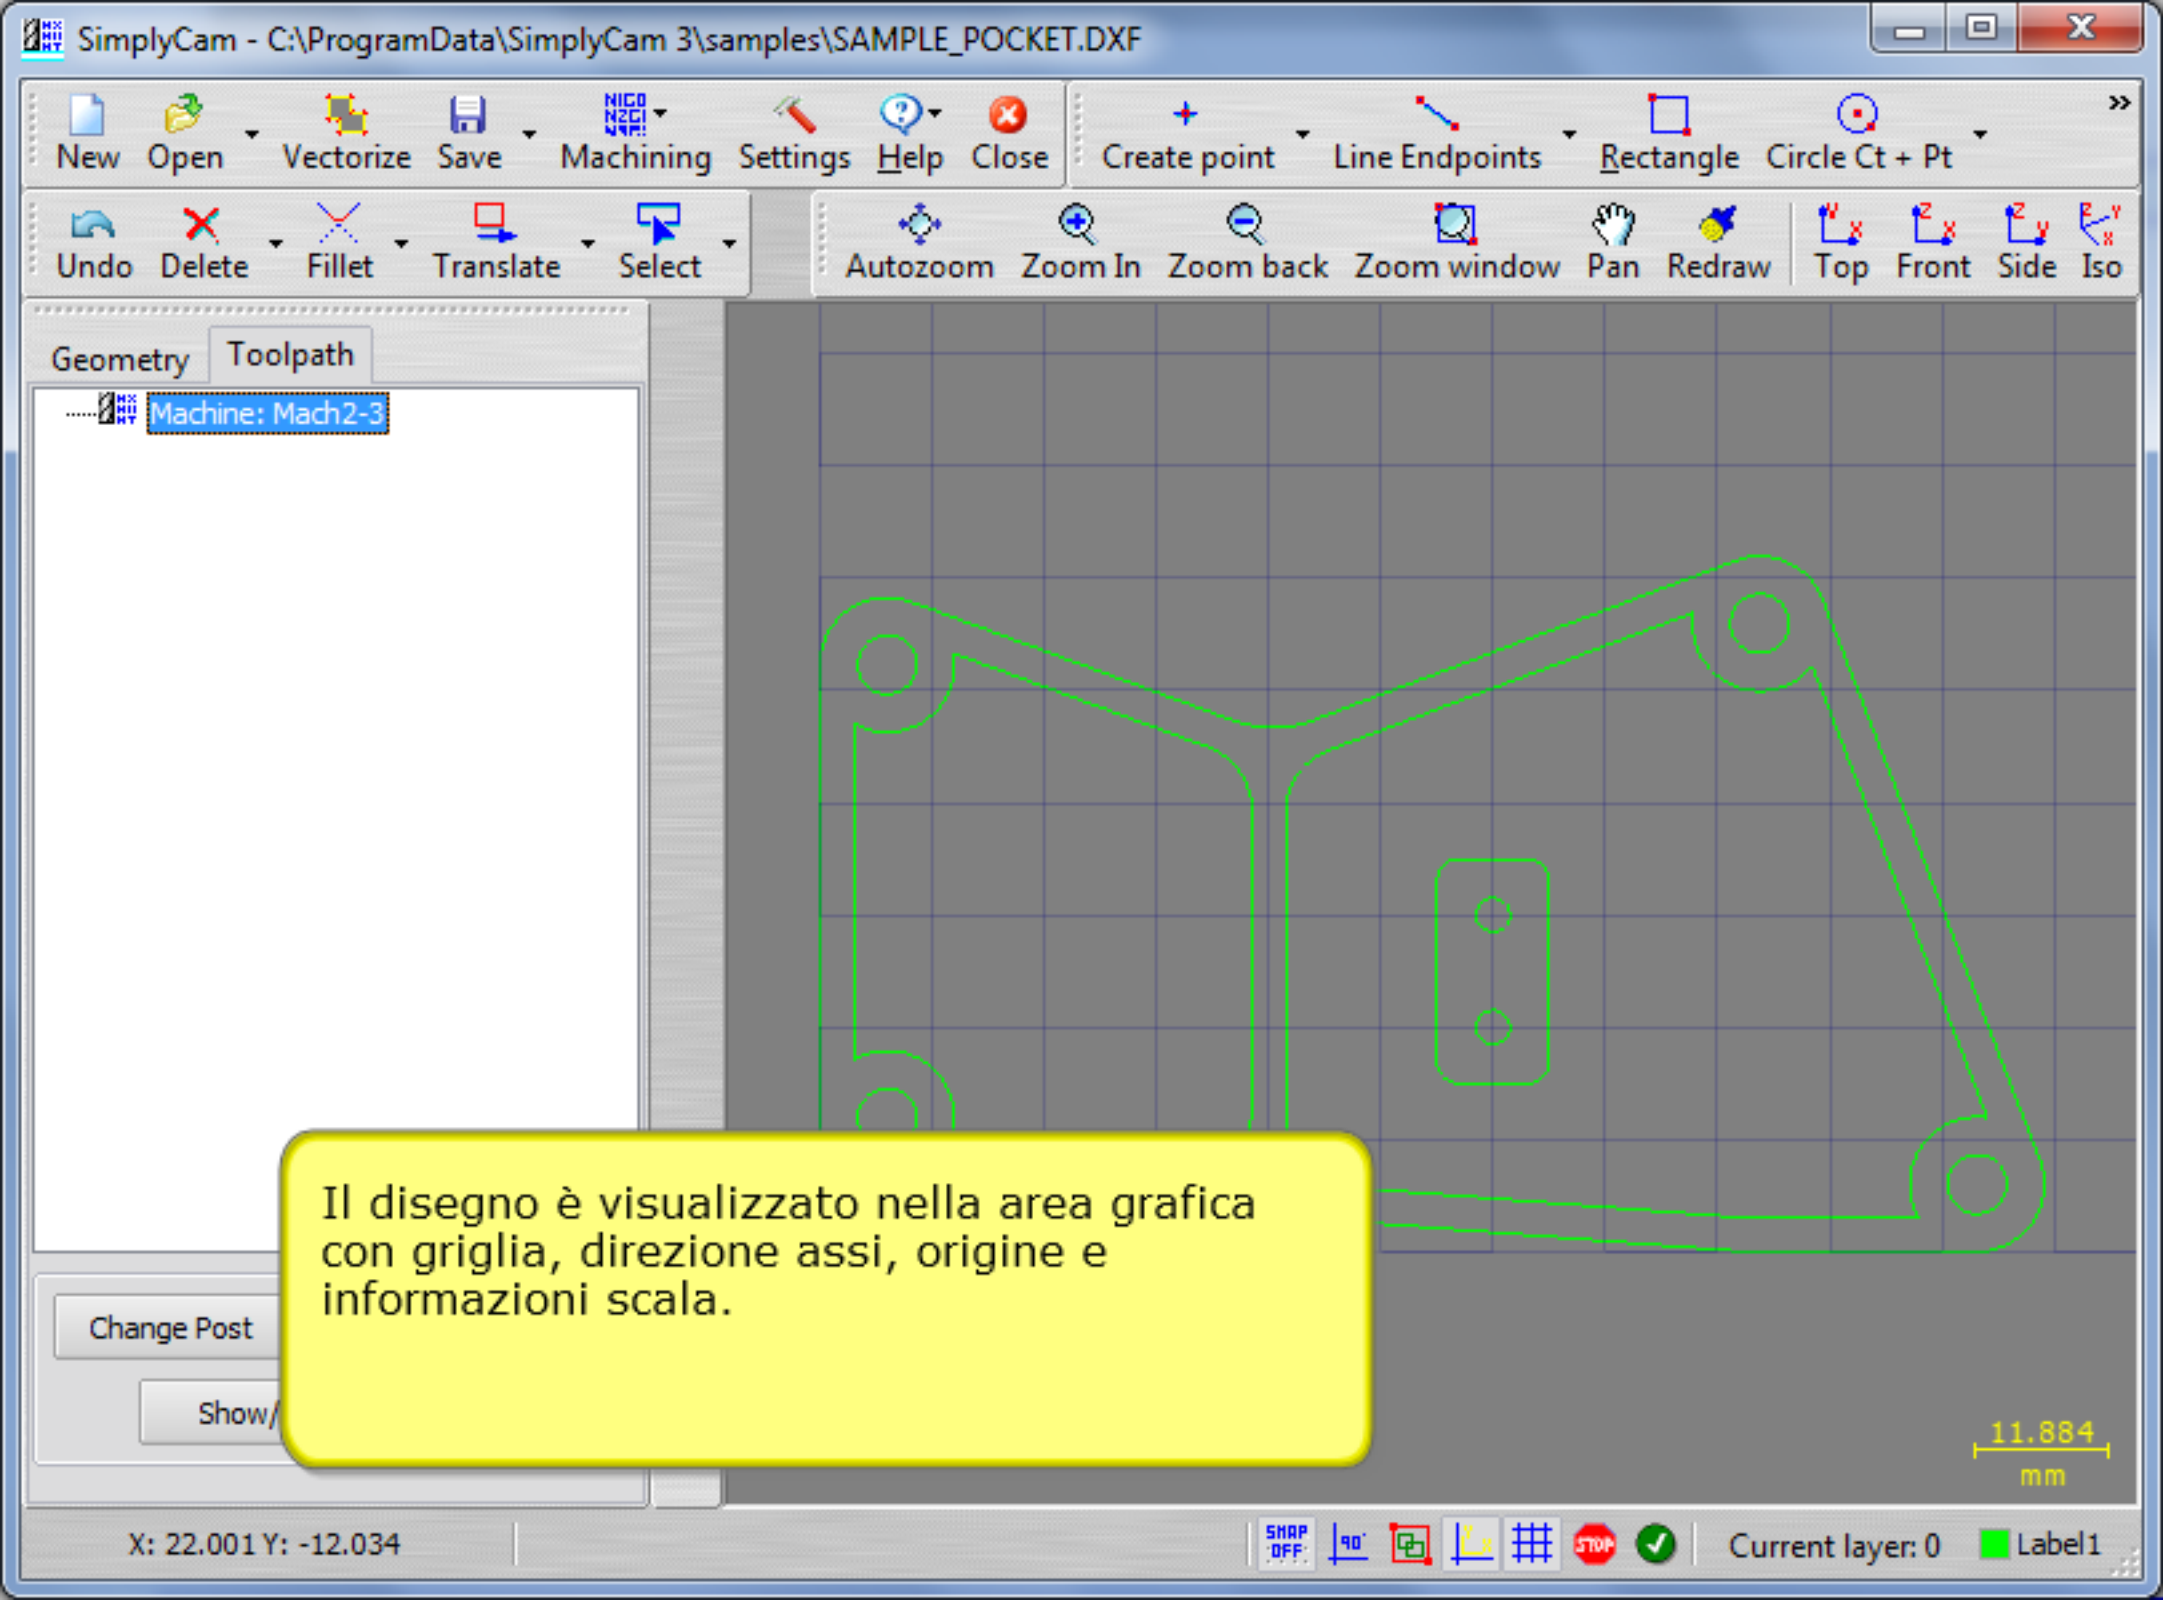 SimplyCam - C:\ProgramData\SimplyCam 3\samples\SAMPLE_POCKET.DXF
New Open Vectorize Save Machining Settings Help Close Create point Line Endpoints Rectangle Circle Ct + Pt
Undo Delete Fillet Translate Select Autozoom Zoom In Zoom back Zoom window Pan Redraw Top Front Side Iso
Geometry Toolpath
Machine: Mach2-3
Il disegno è visualizzato nella area grafica
con griglia, direzione assi, origine e
informazioni scala.
Change Post
Show/
11.884
mm
X: 22.001 Y: -12.034
SNAP
OFF
90°
STOP
Current layer: 0
Label1